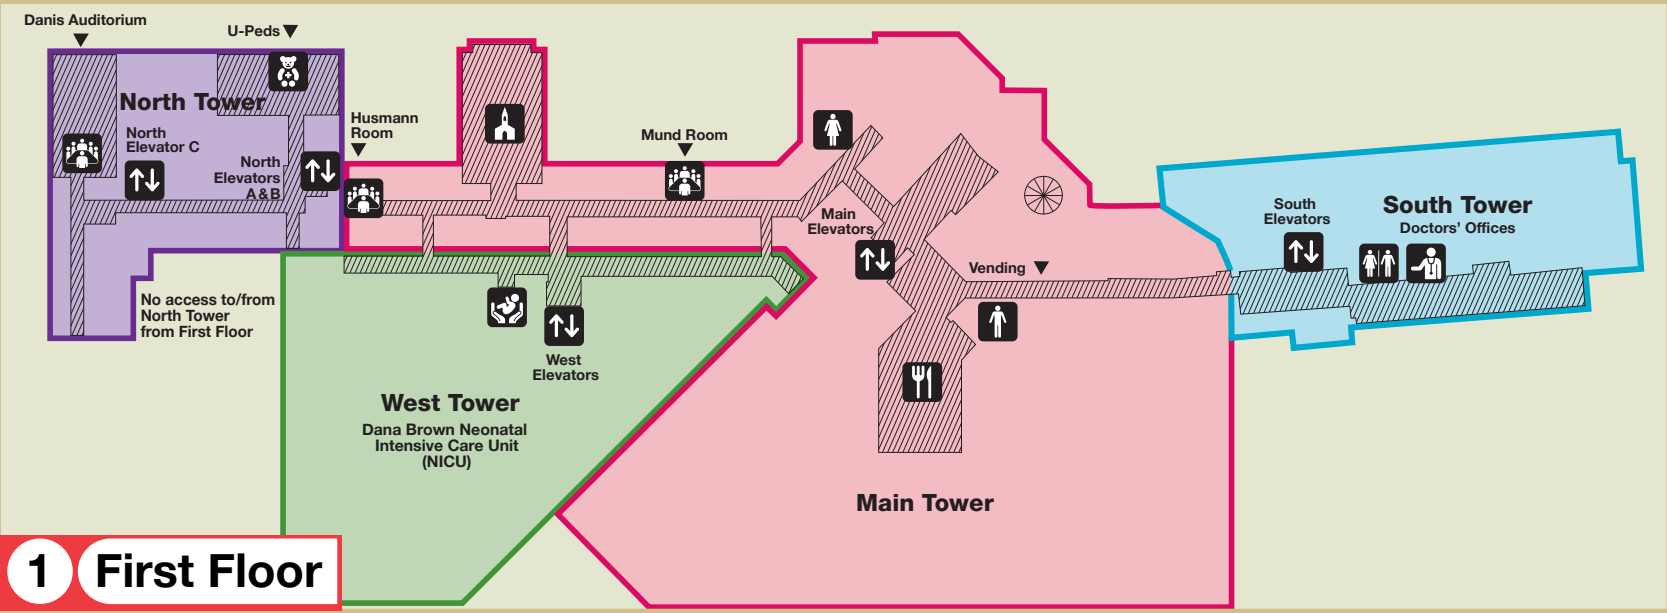 Danis Auditorium
U-Peds
North Tower
North
Elevator C
North
Elevators
A & B
Husmann
Room
Mund Room
Main
Elevators
Vending
South
Elevators
South Tower
Doctors' Offices
No access to/from
North Tower
from First Floor
West
Elevators
West Tower
Dana Brown Neonatal
Intensive Care Unit
(NICU)
Main Tower
1 First Floor